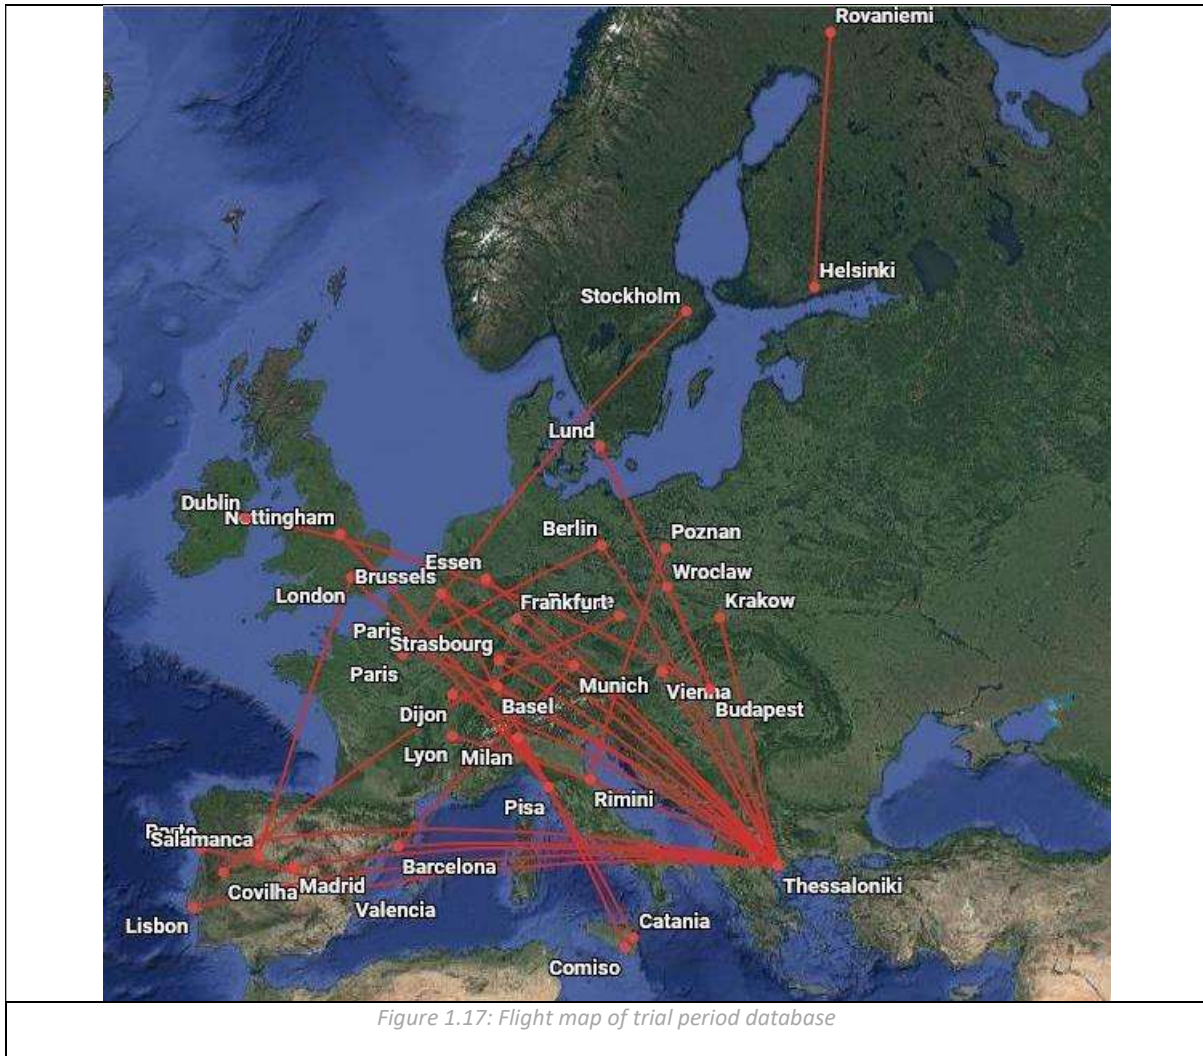 Rovaniemi
Helsinki
Stockholm
Lund
Dublin
Nottingham
Berlin
Poznan
Essen
Brussels
Wroclaw
London
Frankfurt
Krakow
Paris
Strasbourg
Paris
Munich
Vienna
Dijon
Basel
Budapest
Lyon
Milan
Pisa
Rimini
Porto
Salamanca
Barcelona
Covilha
Madrid
Thessaloniki
Valencia
Lisbon
Catania
Comiso
Figure 1.17: Flight map of trial period database